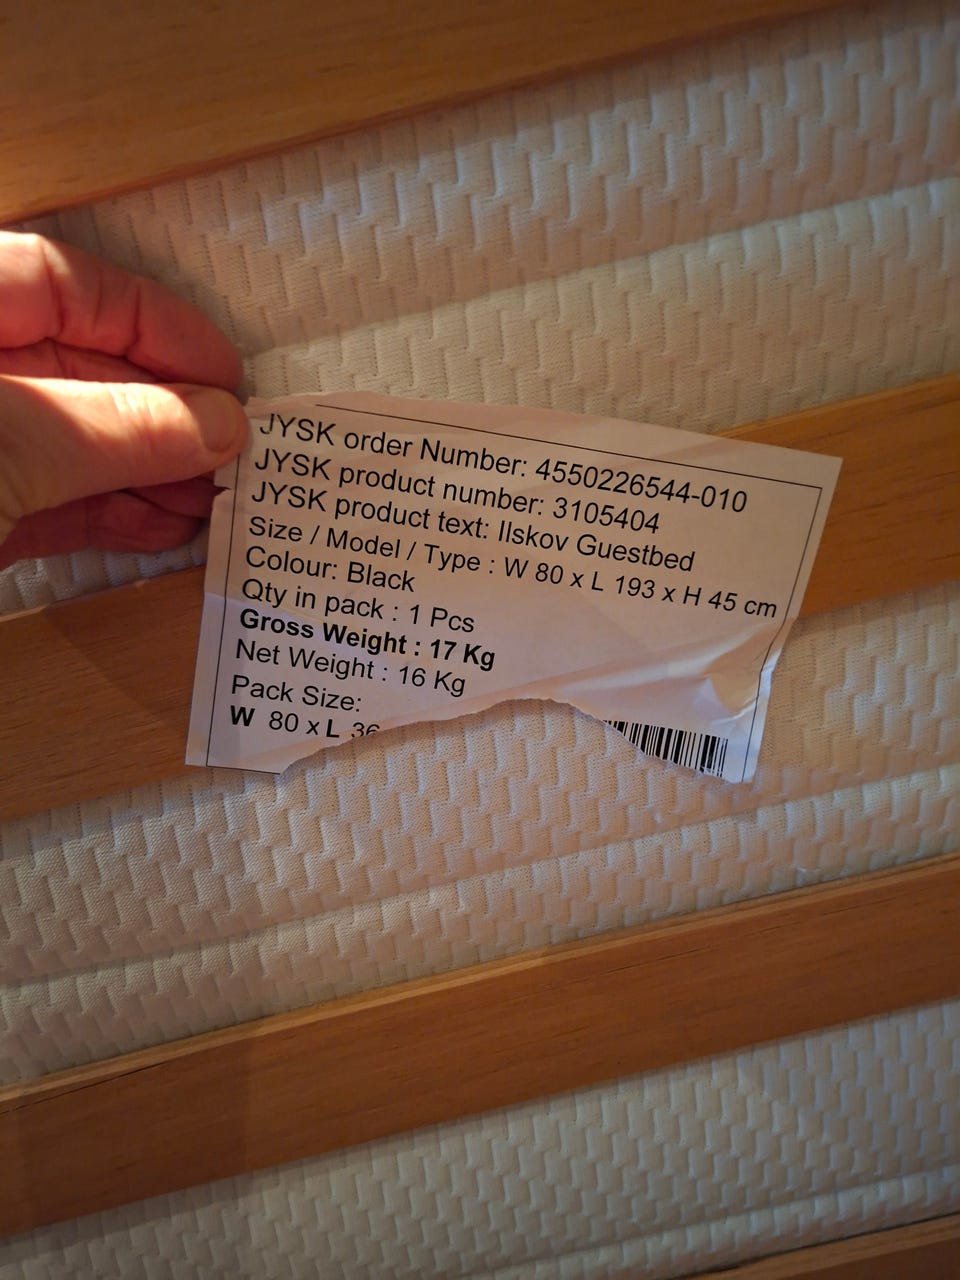 JYSK order Number: 4550226544-010
JYSK product number: 3105404
JYSK product text: Ilskov Guestbed
Size / Model / Type : W 80 x L 193 x H 45 cm
Colour: Black
Qty in pack : 1 Pcs
Gross Weight : 17 Kg
Net Weight : 16 Kg
Pack Size:
W 80 x L 36